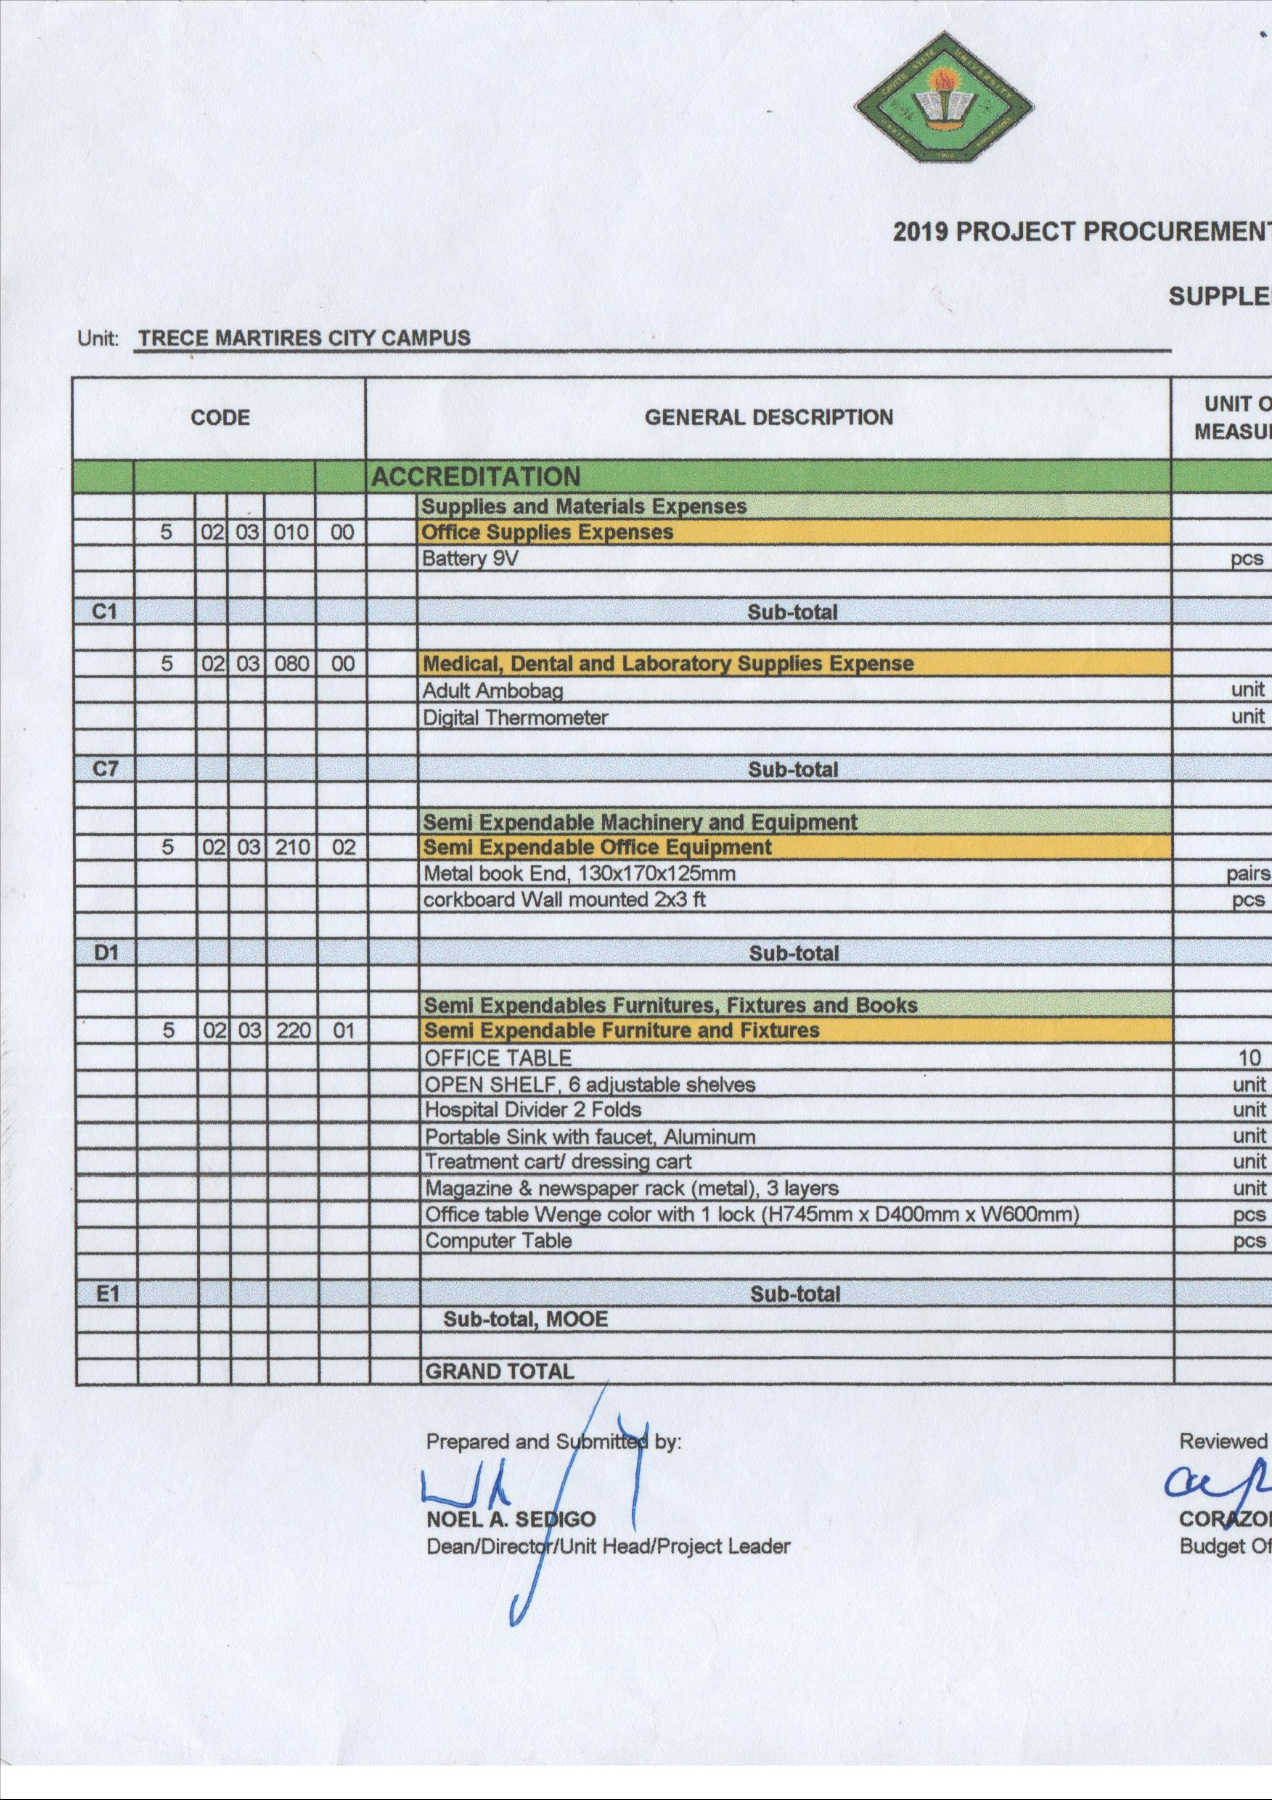 2019 PROJECT PROCUREMENT
SUPPLE
Unit: TRECE MARTIRES CITY CAMPUS
CODE GENERAL DESCRIPTION UNIT O
MEASU
ACCREDITATION
Supplies and Materials Expenses
5 02 03 010 00 Office Supplies Expenses
Battery 9V pcs
C1 Sub-total
5 02 03 080 00 Medical, Dental and Laboratory Supplies Expense
Adult Ambobag unit
Digital Thermometer unit
C7 Sub-total
Semi Expendable Machinery and Equipment
5 02 03 210 02 Semi Expendable Office Equipment
Metal book End, 130x170x125mm pairs
corkboard Wall mounted 2x3 ft pcs
D1 Sub-total
Semi Expendables Furnitures, Fixtures and Books
5 02 03 220 01 Semi Expendable Furniture and Fixtures
OFFICE TABLE 10
OPEN SHELF, 6 adjustable shelves unit
Hospital Divider 2 Folds unit
Portable Sink with faucet, Aluminum unit
Treatment cart/ dressing cart unit
Magazine & newspaper rack (metal), 3 layers unit
Office table Wenge color with 1 lock (H745mm x D400mm x W600mm) pcs
Computer Table pcs
E1 Sub-total
Sub-total, MOOE
GRAND TOTAL
Prepared and Submitted by: Reviewed
NOEL A. SEDIGO CORAZO
Dean/Director/Unit Head/Project Leader Budget Of